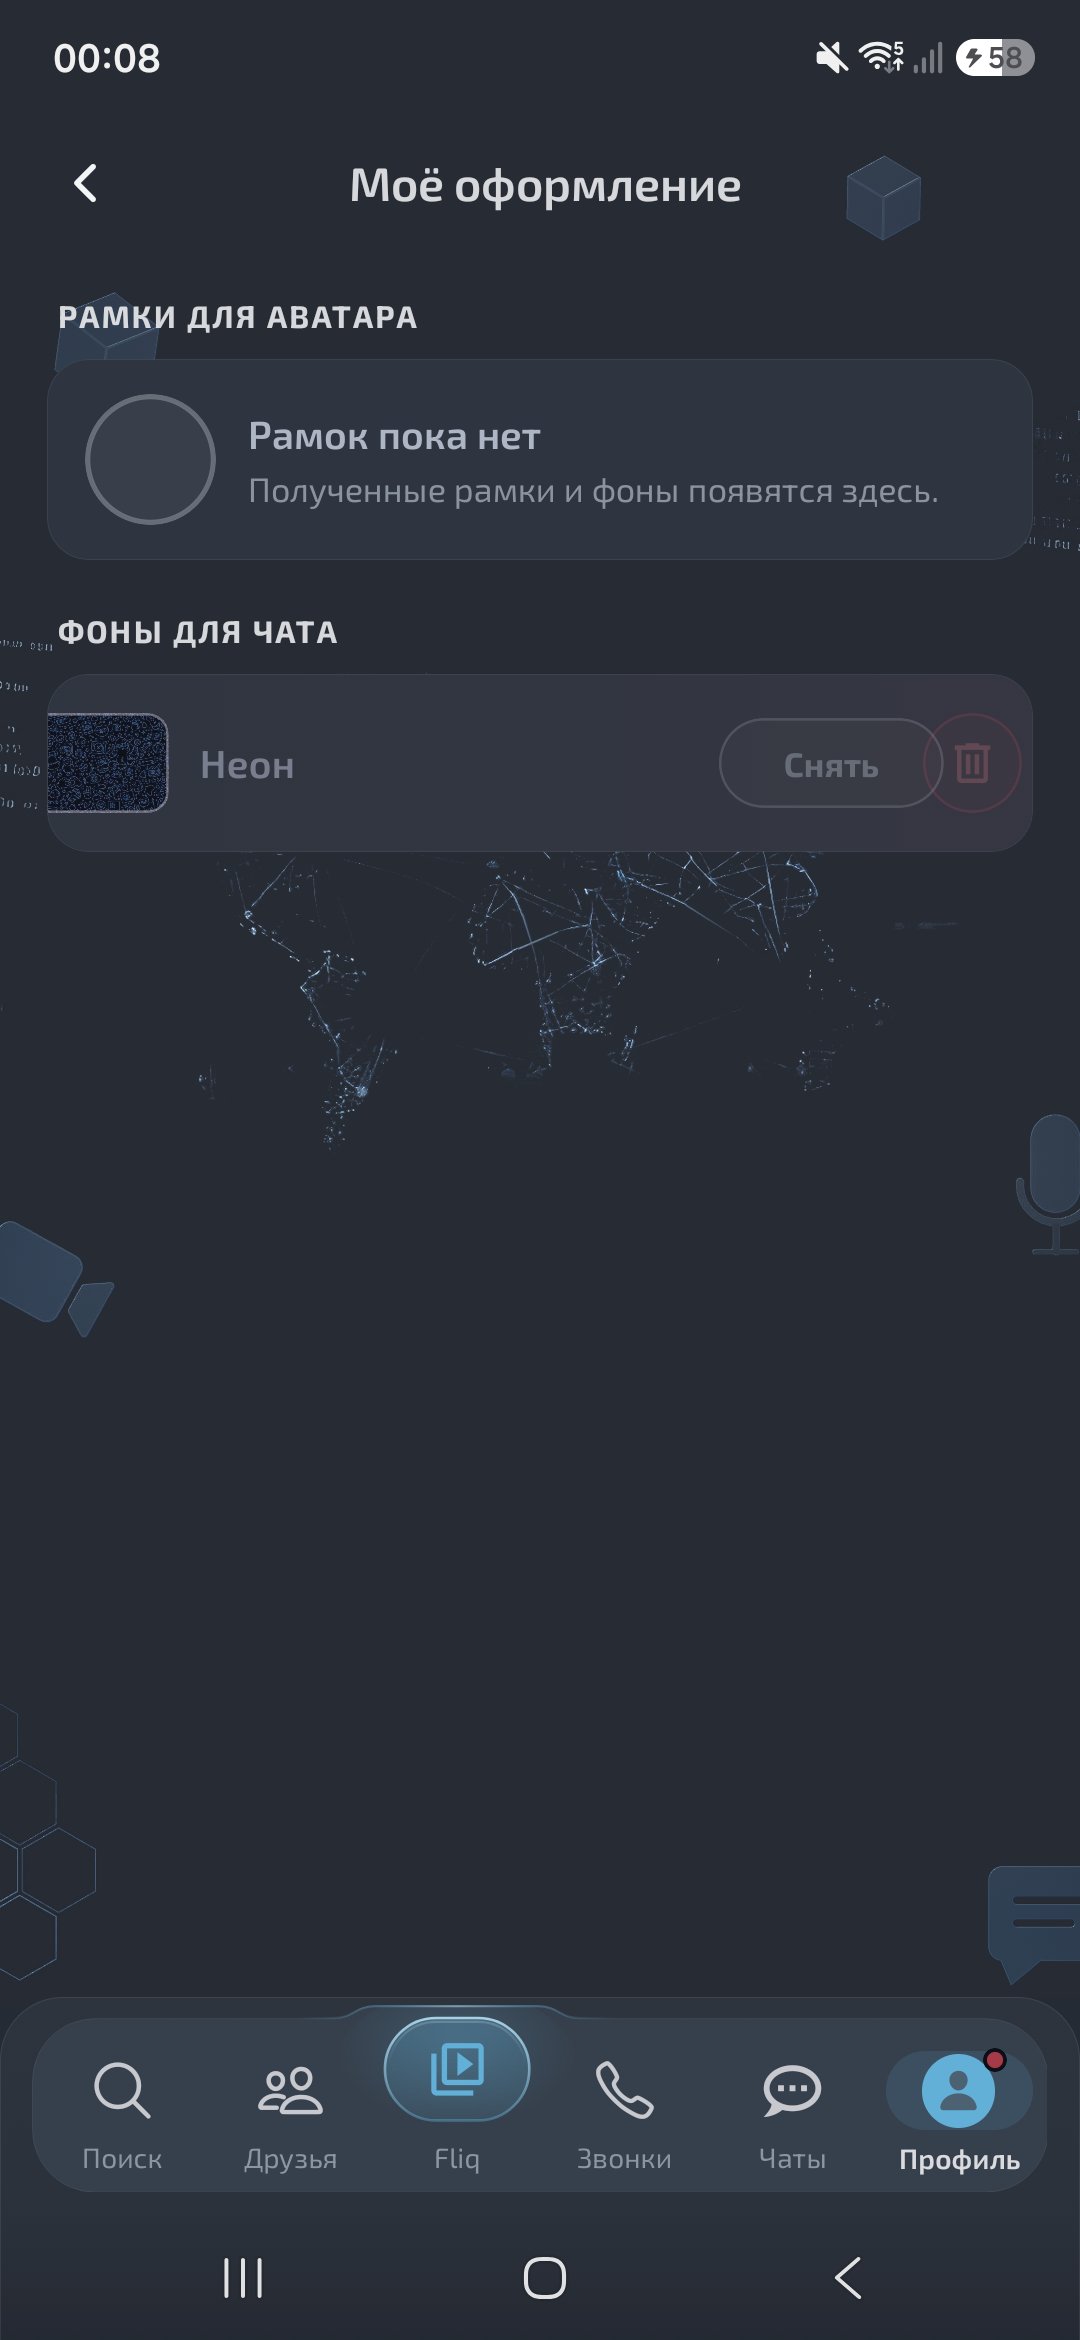 00:08
5
58
Моё оформление
РАМКИ ДЛЯ АВАТАРА
Рамок пока нет
Полученные рамки и фоны появятся здесь.
ФОНЫ ДЛЯ ЧАТА
Неон
Снять
Поиск
Друзья
Fliq
Звонки
Чаты
Профиль